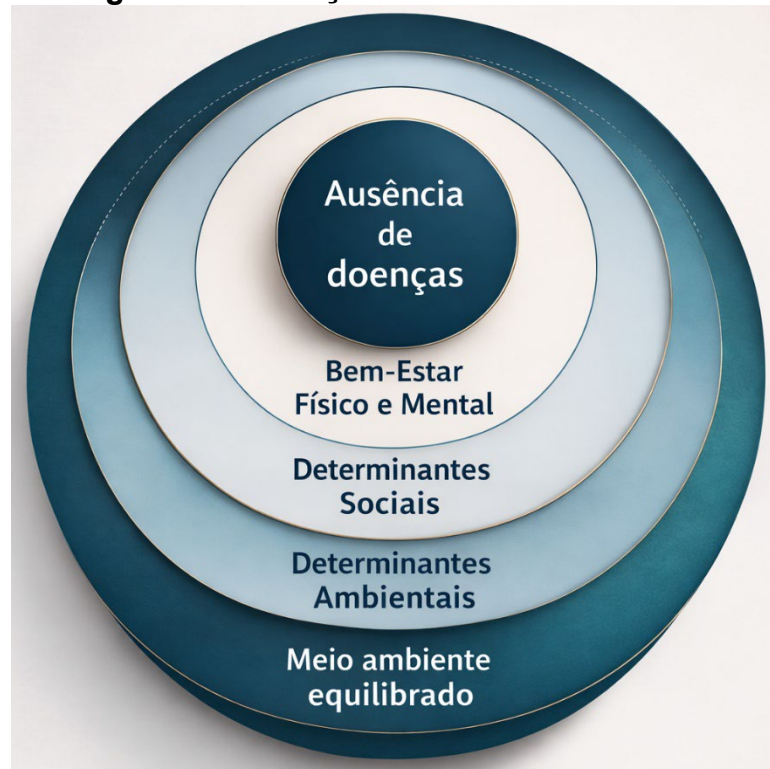 Ausência
de
doenças
Bem-Estar
Físico e Mental
Determinantes
Sociais
Determinantes
Ambientais
Meio ambiente
equilibrado